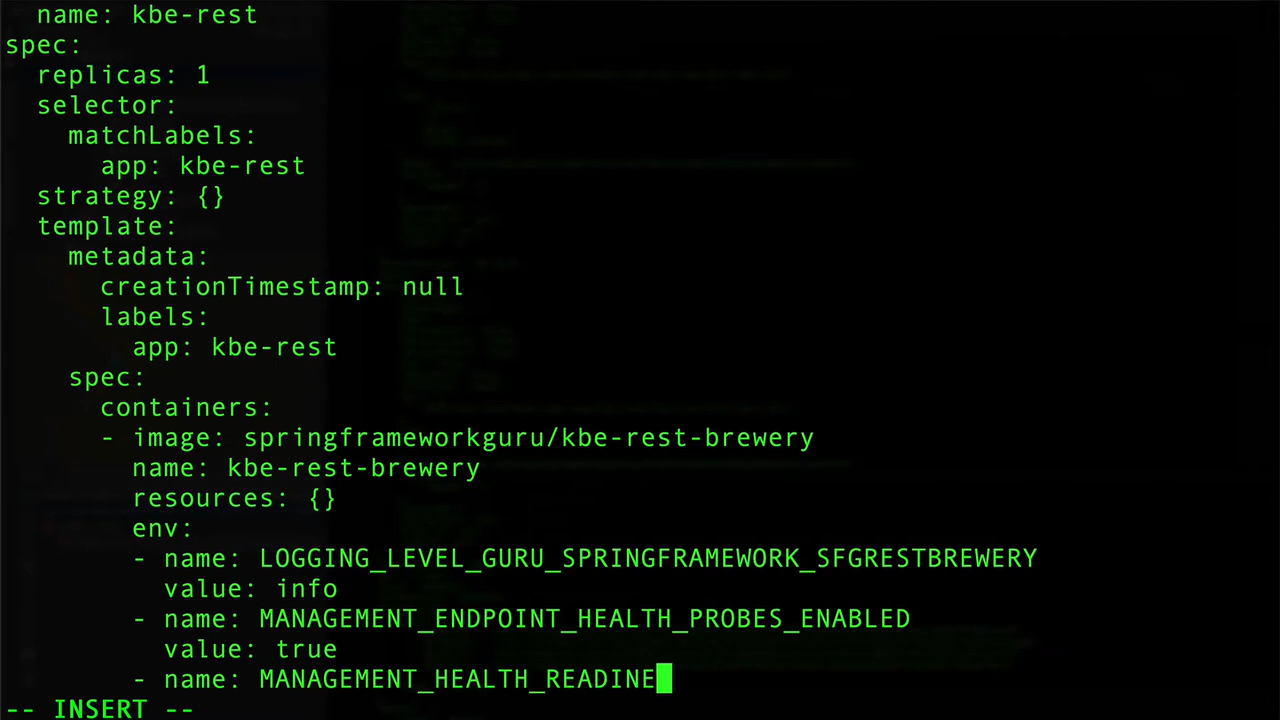 name: kbe-rest
spec:
  replicas: 1
  selector:
    matchLabels:
      app: kbe-rest
  strategy: {}
  template:
    metadata:
      creationTimestamp: null
      labels:
        app: kbe-rest
    spec:
      containers:
      - image: springframeworkguru/kbe-rest-brewery
        name: kbe-rest-brewery
        resources: {}
        env:
        - name: LOGGING_LEVEL_GURU_SPRINGFRAMEWORK_SFGRESTBREWERY
          value: info
        - name: MANAGEMENT_ENDPOINT_HEALTH_PROBES_ENABLED
          value: true
        - name: MANAGEMENT_HEALTH_READINE
-- INSERT --